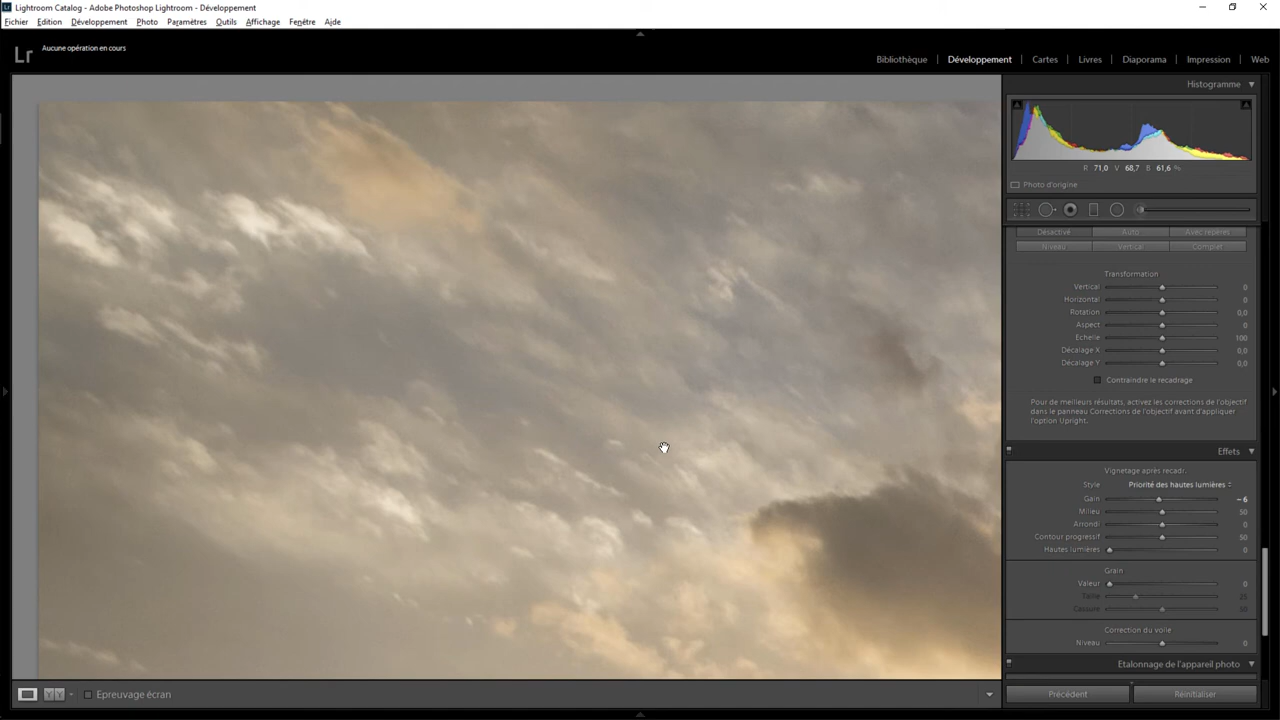 Lightroom Catalog - Adobe Photoshop Lightroom - Développement
Fichier Edition Développement Photo Paramètres Outils Affichage Fenêtre Aide
Lr Aucune opération en cours
Bibliothèque | Développement | Cartes | Livres | Diaporama | Impression | Web
Histogramme
R 71,0 V 68,7 B 61,6 %
Photo d'origine
Désactivé Auto Avec repères
Niveau Vertical Complet
Transformation
Vertical 0
Horizontal 0
Rotation 0,0
Aspect 0
Echelle 100
Décalage X 0,0
Décalage Y 0,0
Contraindre le recadrage
Pour de meilleurs résultats, activez les corrections de l'objectif
dans le panneau Corrections de l'objectif avant d'appliquer
l'option Upright.
Effets
Vignetage après recadr.
Style Priorité des hautes lumières
Gain - 6
Milieu 50
Arrondi 0
Contour progressif 50
Hautes lumières 0
Grain
Valeur 0
Taille 25
Cassure 50
Correction du voile
Niveau 0
Etalonnage de l'appareil photo
Y Y Epreuvage écran
Précédent Réinitialiser